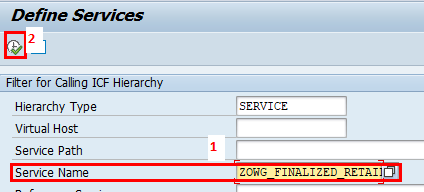 Define Services
2
Filter for Calling ICF Hierarchy
Hierarchy Type SERVICE
Virtual Host
1
Service Path
Service Name ZOWG_FINALIZED_RETAI